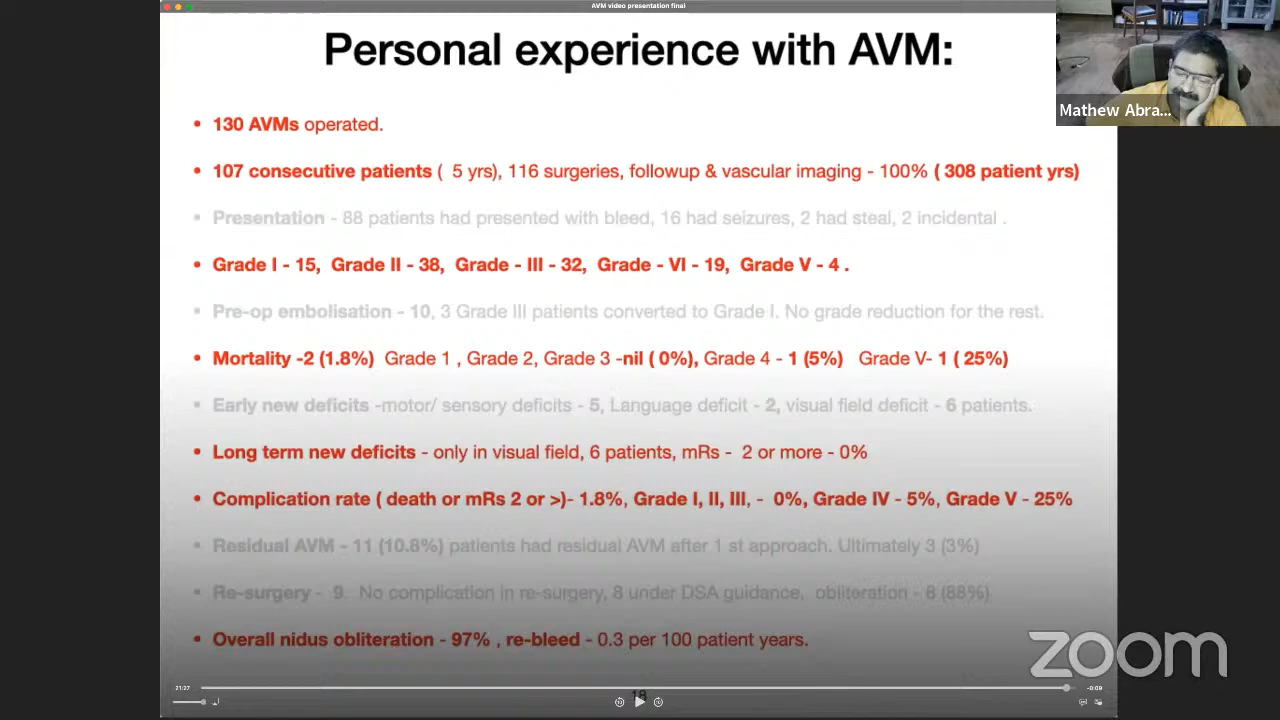 AVM video presentation final
Personal experience with AVM:
• 130 AVMs operated.
• 107 consecutive patients ( 5 yrs), 116 surgeries, followup & vascular imaging - 100% ( 308 patient yrs)
• Presentation - 88 patients had presented with bleed, 16 had seizures, 2 had steal, 2 incidental .
• Grade I - 15, Grade II - 38, Grade - III - 32, Grade - VI - 19, Grade V - 4 .
• Pre-op embolisation - 10, 3 Grade III patients converted to Grade I. No grade reduction for the rest.
• Mortality -2 (1.8%) Grade 1 , Grade 2, Grade 3 -nil ( 0%), Grade 4 - 1 (5%) Grade V- 1 ( 25%)
• Early new deficits -motor/ sensory deficits - 5, Language deficit - 2, visual field deficit - 6 patients.
• Long term new deficits - only in visual field, 6 patients, mRs - 2 or more - 0%
• Complication rate ( death or mRs 2 or >)- 1.8%, Grade I, II, III, - 0%, Grade IV - 5%, Grade V - 25%
• Residual AVM - 11 (10.8%) patients had residual AVM after 1 st approach. Ultimately 3 (3%)
• Re-surgery - 9. No complication in re-surgery, 8 under DSA guidance, obliteration - 8 (88%)
• Overall nidus obliteration - 97% , re-bleed - 0.3 per 100 patient years.
18
21:27
-0:09
Mathew Abra...
zoom